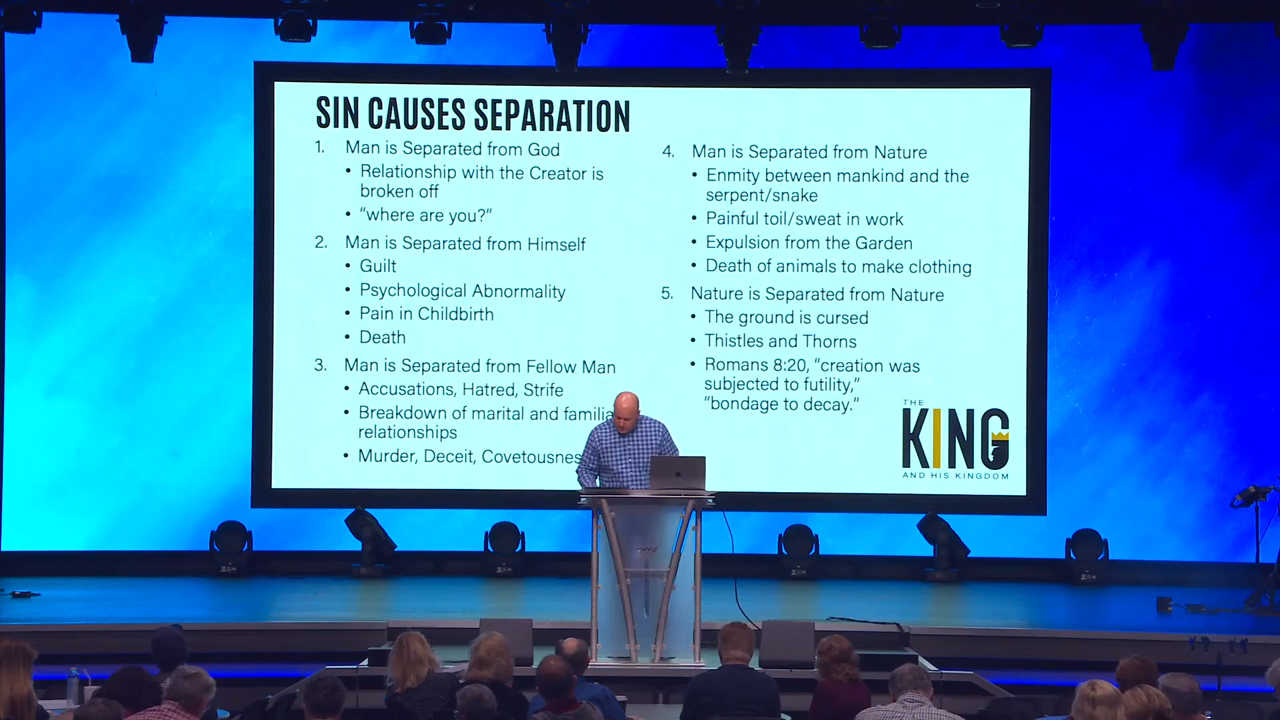 SIN CAUSES SEPARATION
1. Man is Separated from God
• Relationship with the Creator is
broken off
• “where are you?”
2. Man is Separated from Himself
• Guilt
• Psychological Abnormality
• Pain in Childbirth
• Death
3. Man is Separated from Fellow Man
• Accusations, Hatred, Strife
• Breakdown of marital and familia
relationships
• Murder, Deceit, Covetousnes
4. Man is Separated from Nature
• Enmity between mankind and the
serpent/snake
• Painful toil/sweat in work
• Expulsion from the Garden
• Death of animals to make clothing
5. Nature is Separated from Nature
• The ground is cursed
• Thistles and Thorns
• Romans 8:20, “creation was
subjected to futility,”
“bondage to decay.”
THE
KING
AND HIS KINGDOM